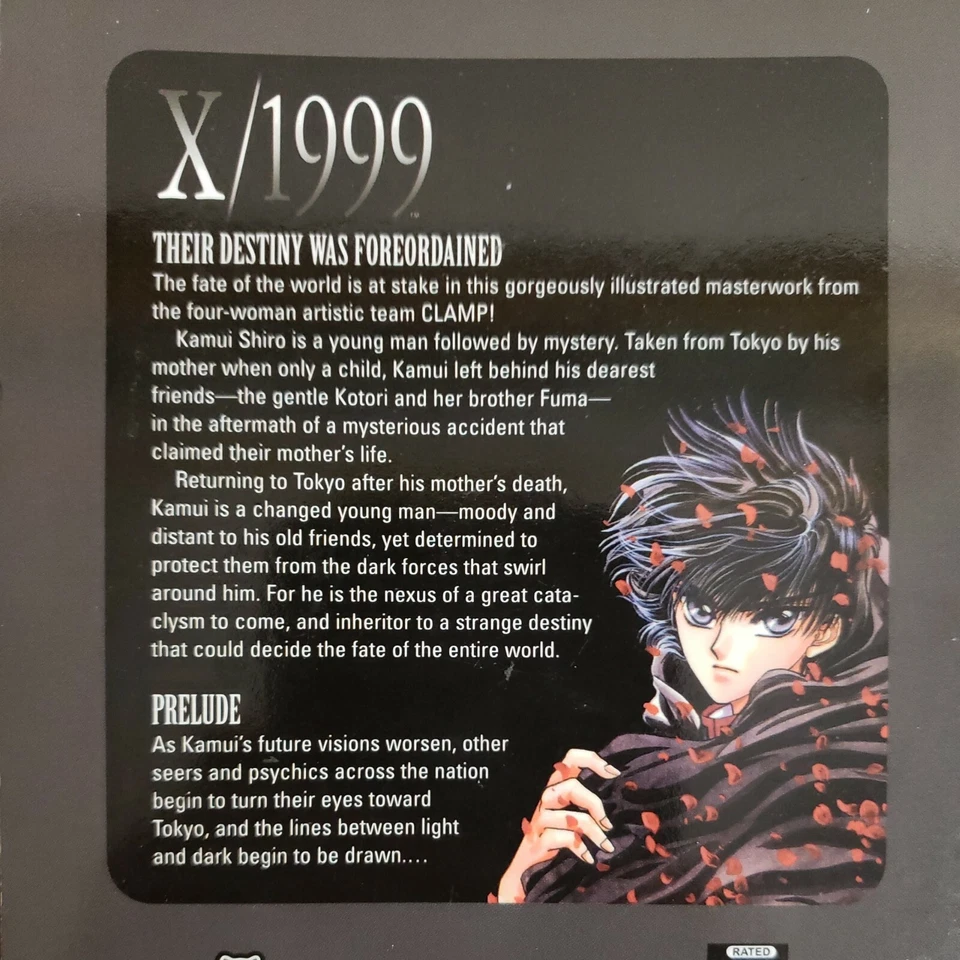 X/1999
THEIR DESTINY WAS FOREORDAINED
The fate of the world is at stake in this gorgeously illustrated masterwork from
the four-woman artistic team CLAMP!
Kamui Shiro is a young man followed by mystery. Taken from Tokyo by his
mother when only a child, Kamui left behind his dearest
friends—the gentle Kotori and her brother Fuma—
in the aftermath of a mysterious accident that
claimed their mother's life.
Returning to Tokyo after his mother's death,
Kamui is a changed young man—moody and
distant to his old friends, yet determined to
protect them from the dark forces that swirl
around him. For he is the nexus of a great cata-
clysm to come, and inheritor to a strange destiny
that could decide the fate of the entire world.
PRELUDE
As Kamui's future visions worsen, other
seers and psychics across the nation
begin to turn their eyes toward
Tokyo, and the lines between light
and dark begin to be drawn....
RATED